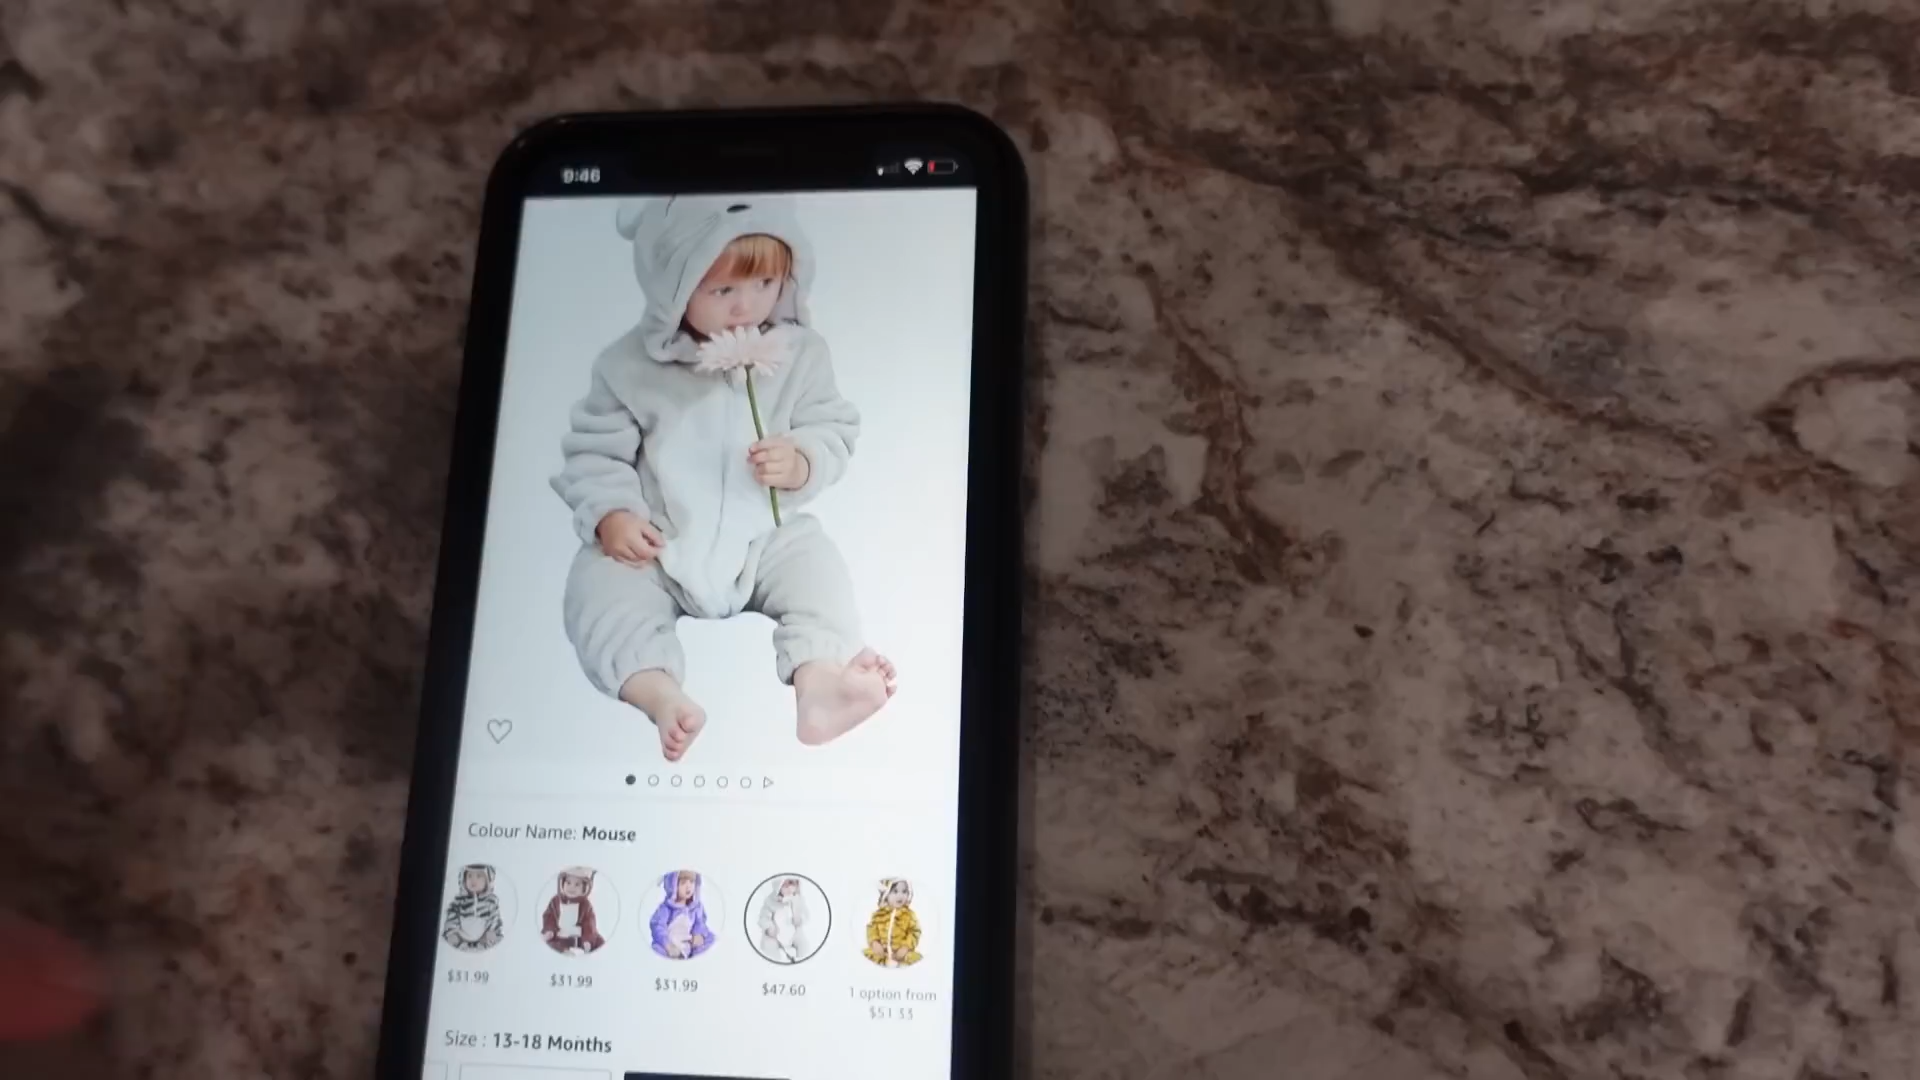 9:46
Colour Name: Mouse
$31.99
$31.99
$31.99
$47.60
1 option from
$51.33
Size : 13-18 Months